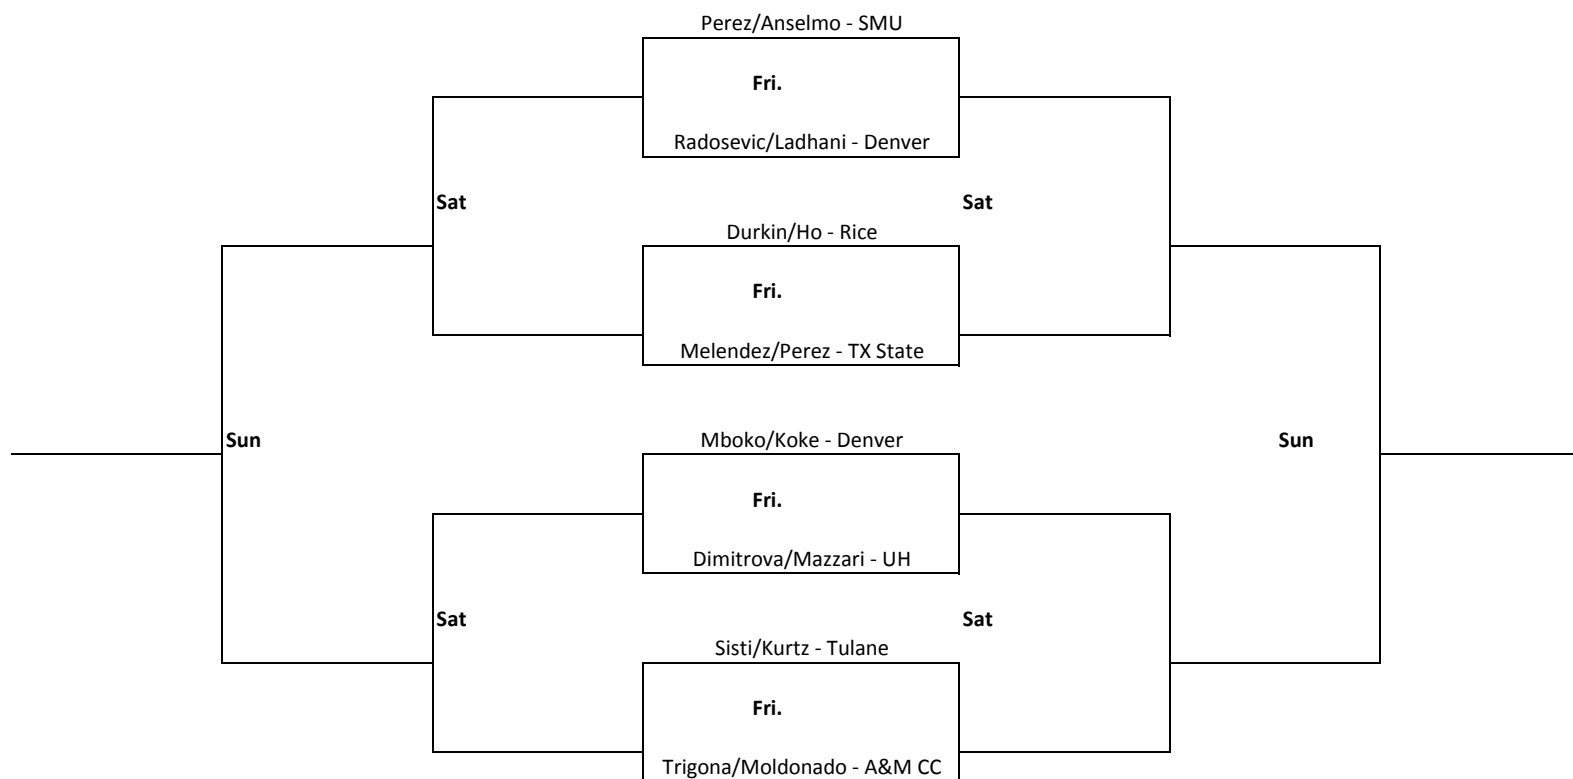 Perez/Anselmo - SMU
Fri.
Radosevic/Ladhani - Denver
Sat
Sat
Durkin/Ho - Rice
Fri.
Melendez/Perez - TX State
Sun
Mboko/Koke - Denver
Sun
Fri.
Dimitrova/Mazzari - UH
Sat
Sat
Sisti/Kurtz - Tulane
Fri.
Trigona/Moldonado - A&M CC